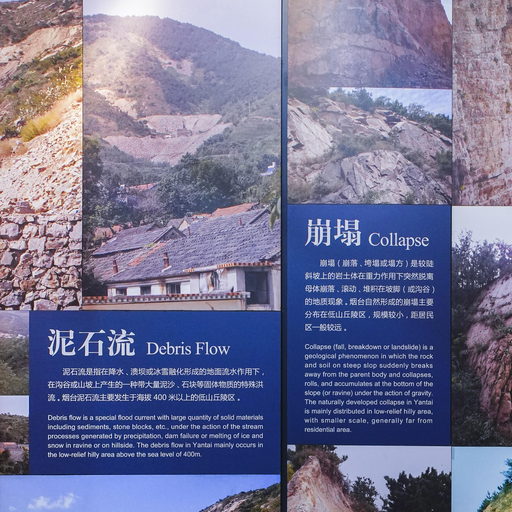 泥石流 Debris Flow
泥石流是指在降水、溃坝或冰雪融化形成的地面流水作用下，
在沟谷或山坡上产生的一种带大量泥沙、石块等固体物质的特殊洪
流。烟台泥石流主要发生于海拔 400 米以上的低山丘陵区。
Debris flow is a special flood current with large quantity of solid materials
including sediments, stone blocks, etc., under the action of the stream
processes generated by precipitation, dam failure or melting of ice and
snow in ravine or on hillside. The debris flow in Yantai mainly occurs in
the low-relief hilly area above the sea level of 400m.
崩塌 Collapse
崩塌（崩落、垮塌或塌方）是较陡
斜坡上的岩土体在重力作用下突然脱离
母体崩落、滚动、堆积在坡脚（或沟谷）
的地质现象。烟台自然形成的崩塌主要
分布在低山丘陵区，规模较小，距居民
区一般较远。
Collapse (fall, breakdown or landslide) is a
geological phenomenon in which the rock
and soil on steep slop suddenly breaks
away from the parent body and collapses,
rolls, and accumulates at the bottom of the
slope (or ravine) under the action of gravity.
The naturally developed collapse in Yantai
is mainly distributed in low-relief hilly area,
with smaller scale, generally far from
residential area.